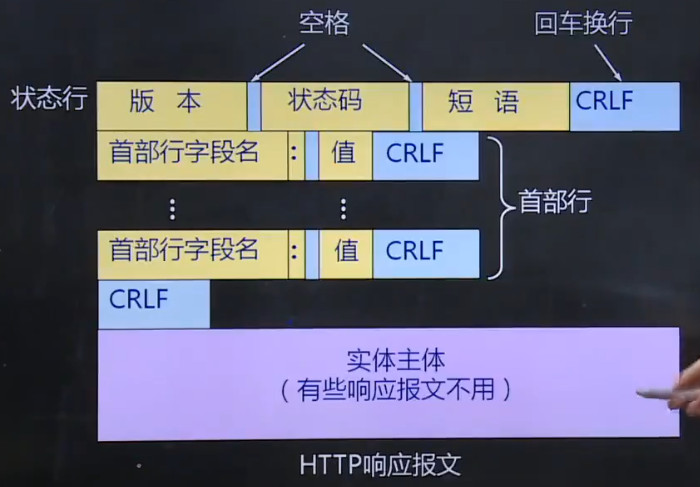 空格 回车换行
状态行 版 本 状态码 短 语 CRLF
首部行字段名 : 值 CRLF
⋮ ⋮ 首部行
首部行字段名 : 值 CRLF
CRLF
实体主体
（有些响应报文不用）
HTTP响应报文